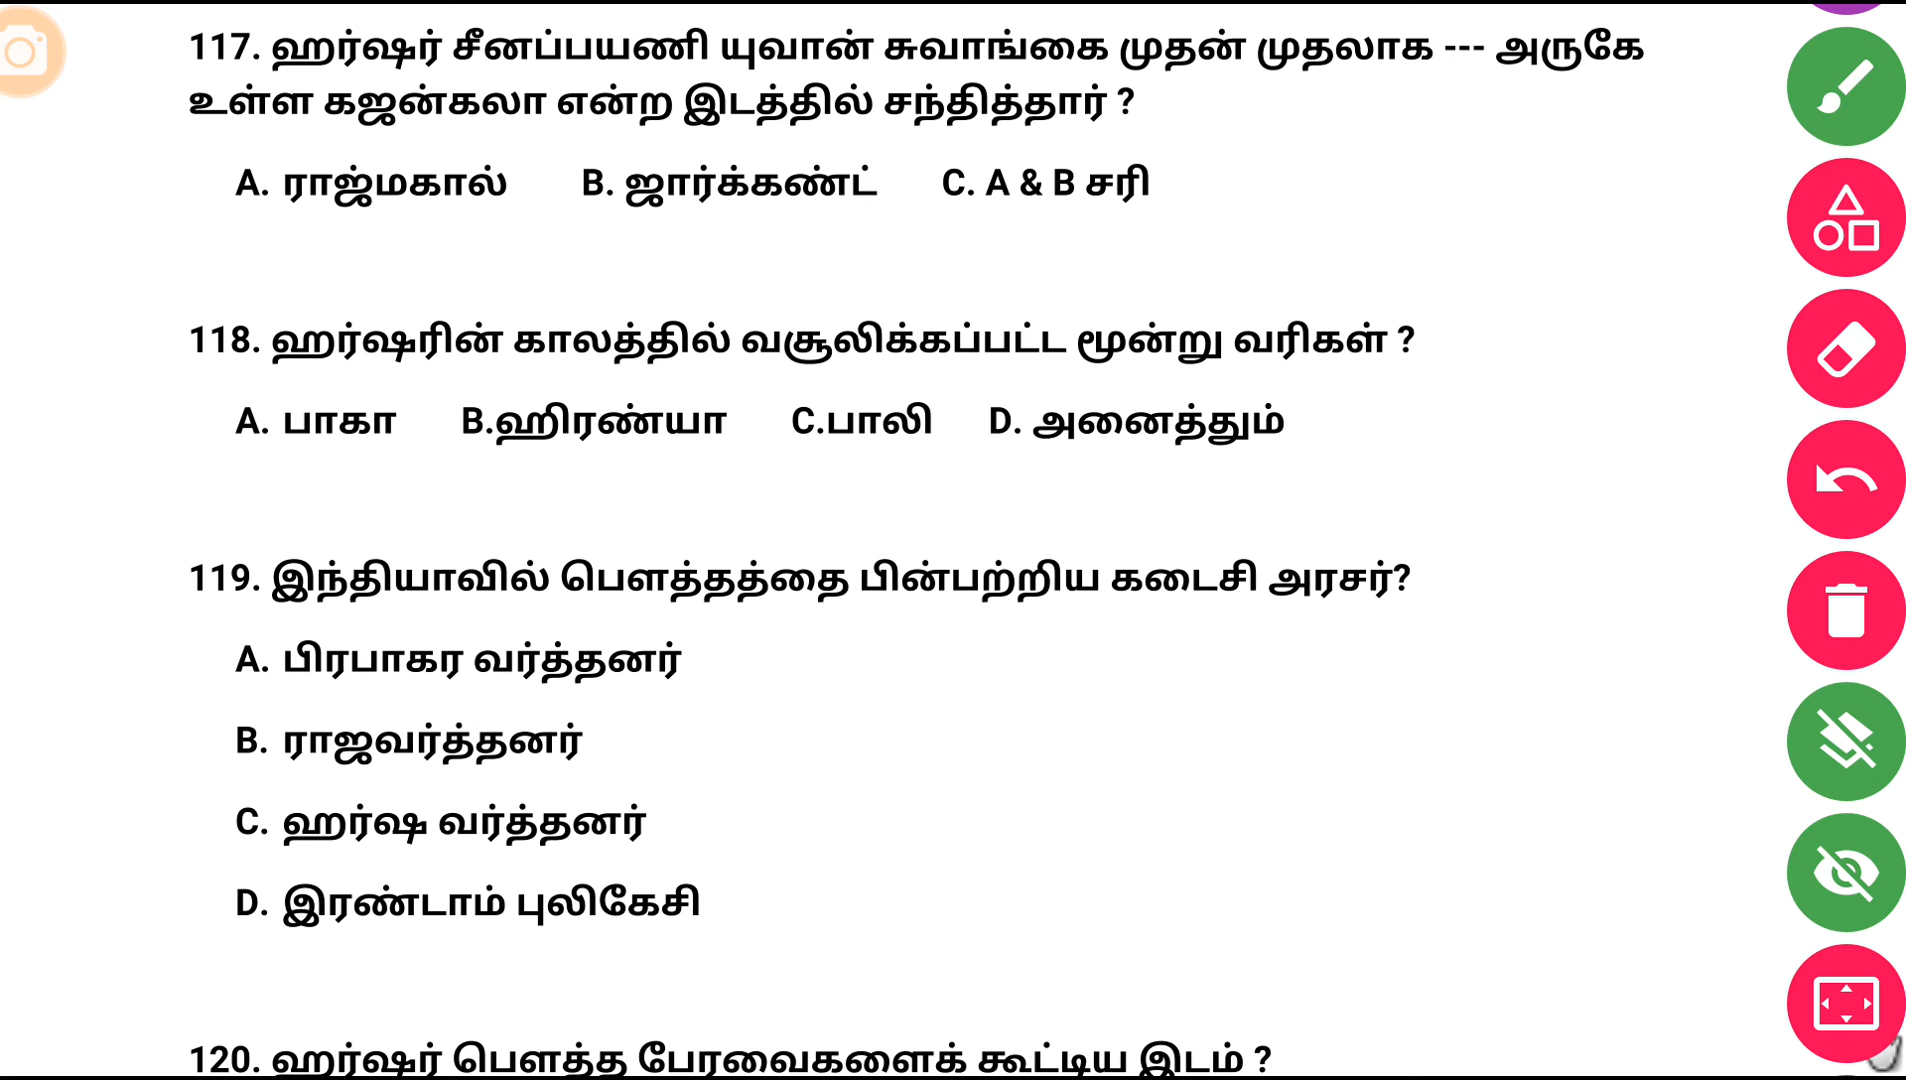 117. ஹர்ஷர் சீனப்பயணி யுவான் சுவாங்கை முதன் முதலாக --- அருகே
உள்ள கஜன்கலா என்ற இடத்தில் சந்தித்தார் ?
A. ராஜ்மகால் B. ஜார்க்கண்ட் C. A & B சரி
118. ஹர்ஷரின் காலத்தில் வசூலிக்கப்பட்ட மூன்று வரிகள் ?
A. பாகா B.ஹிரண்யா C.பாலி D. அனைத்தும்
119. இந்தியாவில் பௌத்தத்தை பின்பற்றிய கடைசி அரசர்?
A. பிரபாகர வர்த்தனர்
B. ராஜவர்த்தனர்
C. ஹர்ஷ வர்த்தனர்
D. இரண்டாம் புலிகேசி
120. ஹர்ஷர் பௌத்த பேரவைகளைக் கூட்டிய இடம் ?